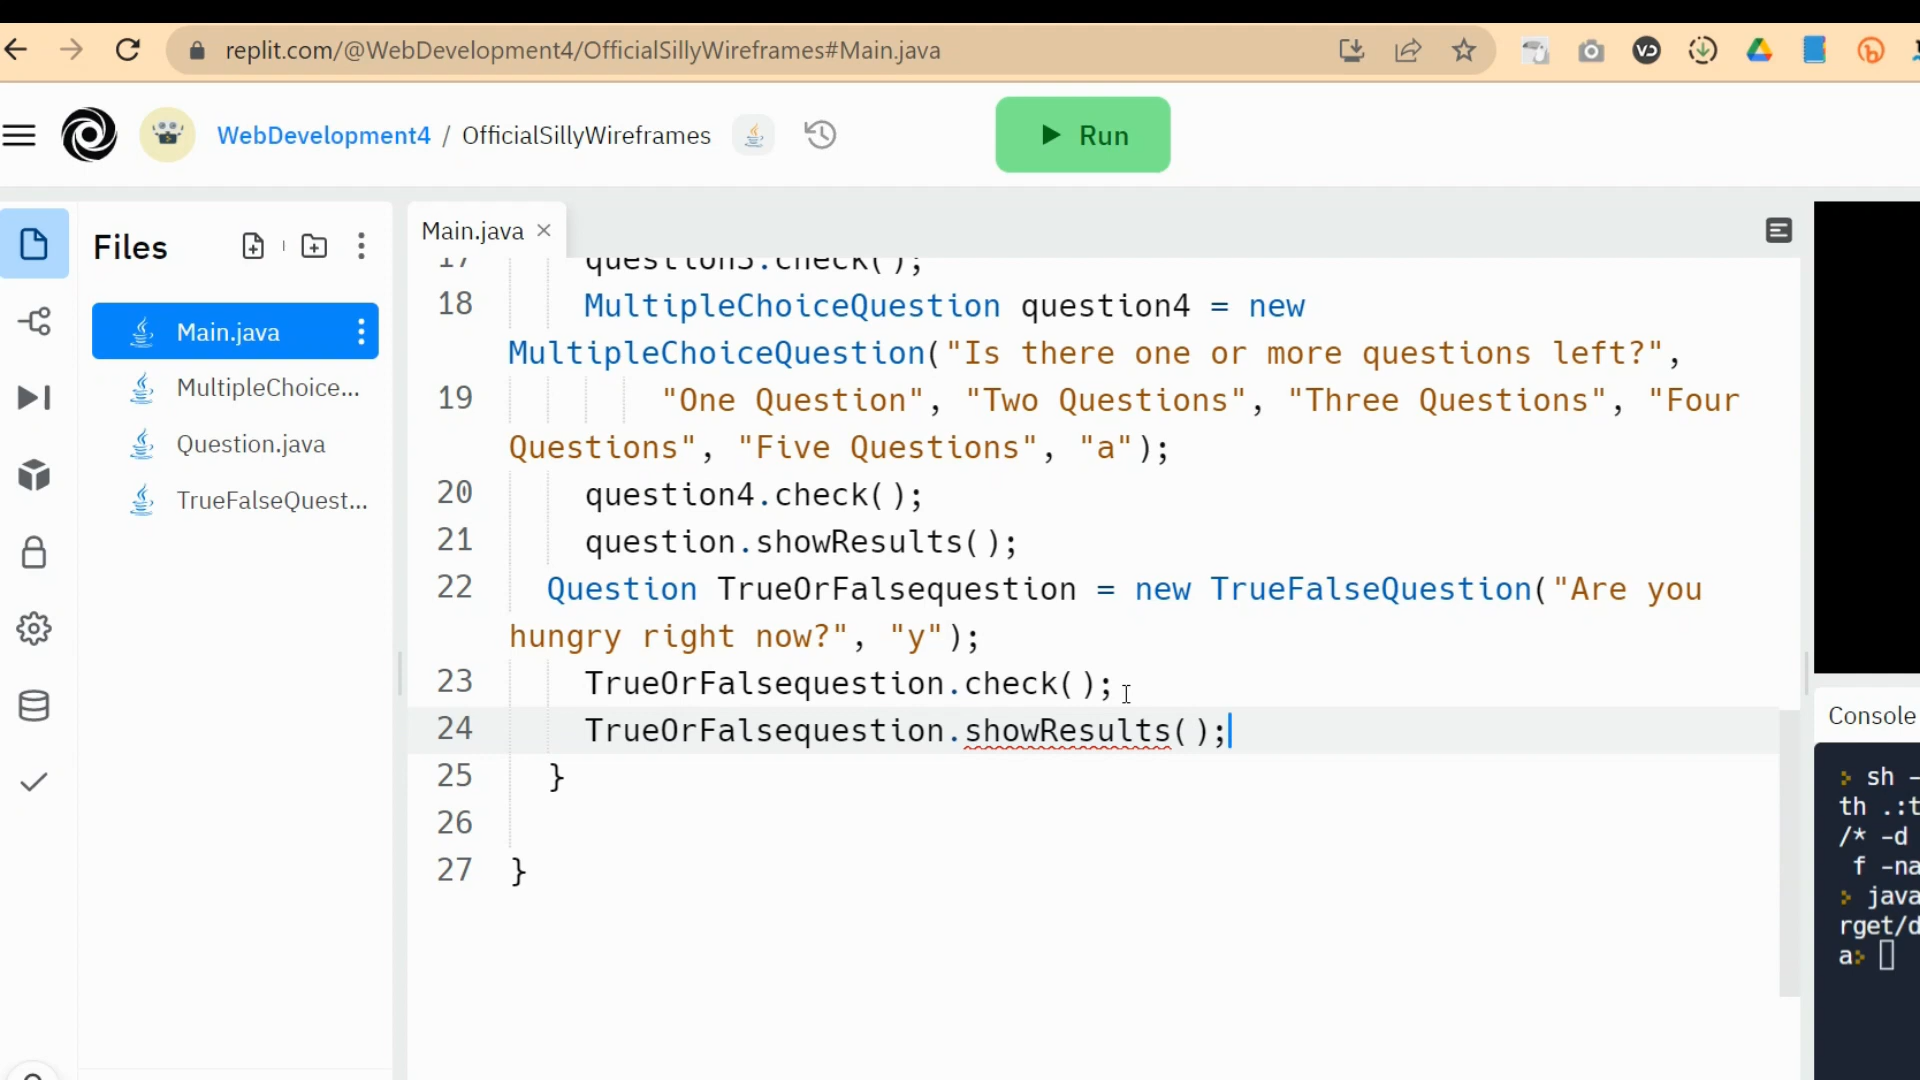 replit.com/@WebDevelopment4/OfficialSillyWireframes#Main.java
WebDevelopment4 / OfficialSillyWireframes
Run
Files
Main.java
MultipleChoice...
Question.java
TrueFalseQuest...
Main.java
17 question3.check();
18 MultipleChoiceQuestion question4 = new
MultipleChoiceQuestion("Is there one or more questions left?",
19 "One Question", "Two Questions", "Three Questions", "Four
Questions", "Five Questions", "a");
20 question4.check();
21 question.showResults();
22 Question TrueOrFalsequestion = new TrueFalseQuestion("Are you
hungry right now?", "y");
23 TrueOrFalsequestion.check();
24 TrueOrFalsequestion.showResults();
25 }
26
27 }
Console
sh -
th .:t
/* -d
f -na
java
rget/d
a